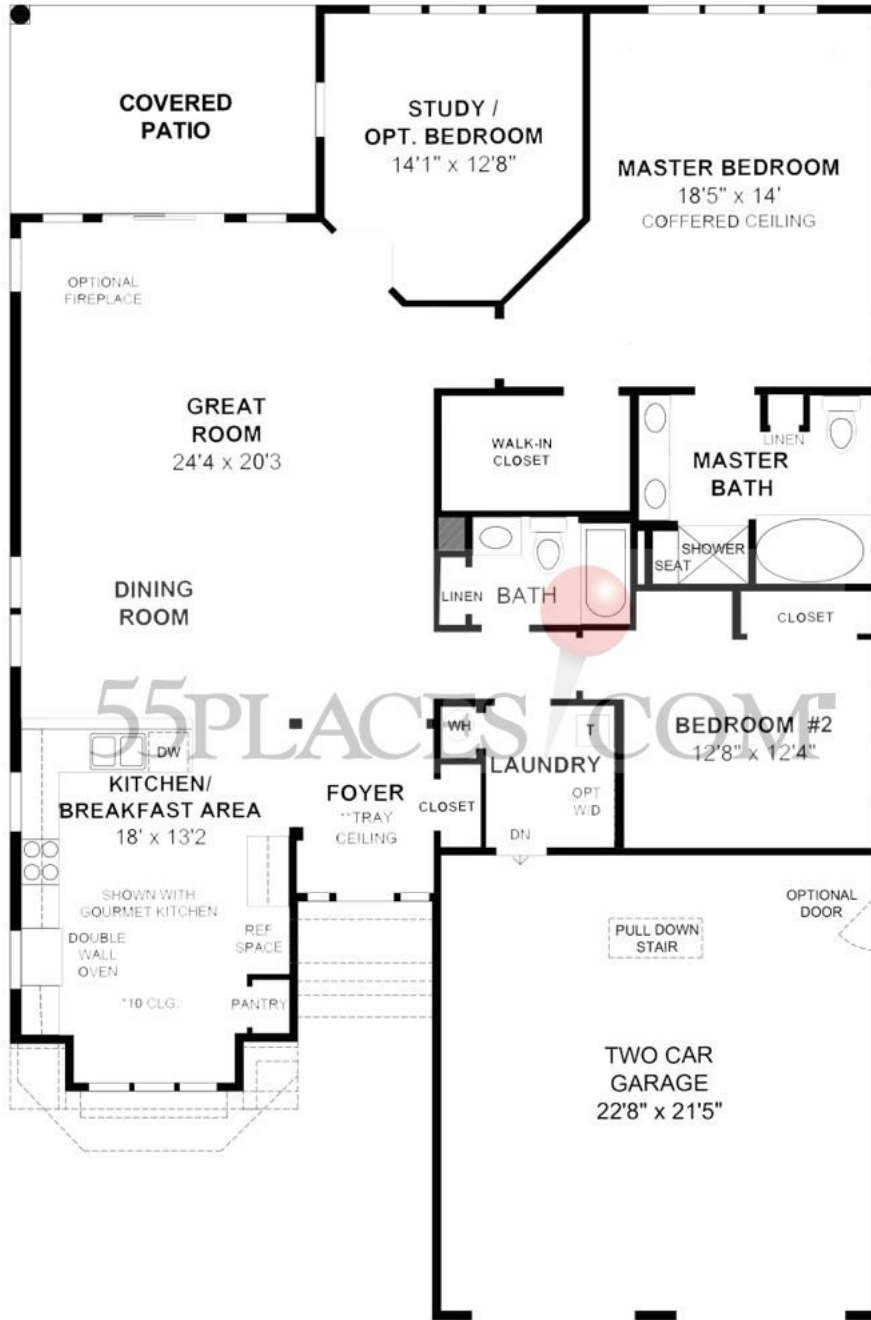 COVERED
PATIO
STUDY /
OPT. BEDROOM
14'1" x 12'8"
MASTER BEDROOM
18'5" x 14'
COFFERED CEILING
OPTIONAL
FIREPLACE
GREAT
ROOM
24'4 x 20'3
WALK-IN
CLOSET
LINEN
MASTER
BATH
SHOWER
SEAT
LINEN
BATH
DINING
ROOM
CLOSET
55PLACES COM
WH
T
BEDROOM #2
12'8" x 12'4"
DW
KITCHEN/
BREAKFAST AREA
18' x 13'2
FOYER
**TRAY
CEILING
CLOSET
LAUNDRY
OPT
W/D
DN
SHOWN WITH
GOURMET KITCHEN
DOUBLE
WALL
OVEN
REF
SPACE
*10 CLG.
PANTRY
PULL DOWN
STAIR
OPTIONAL
DOOR
TWO CAR
GARAGE
22'8" x 21'5"